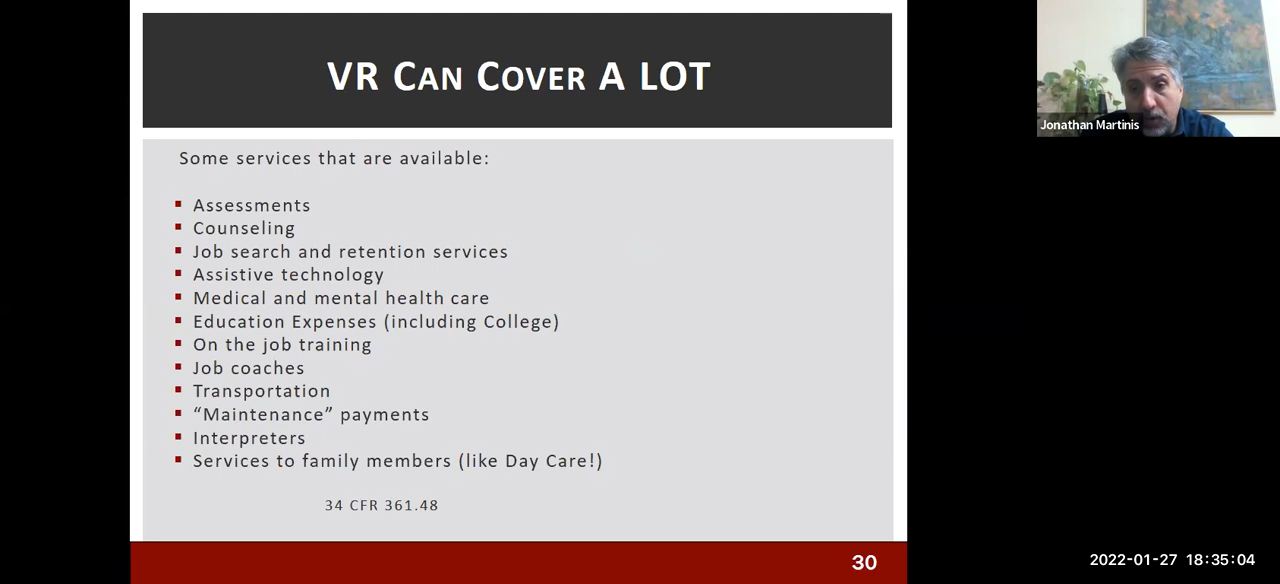 VR CAN COVER A LOT
Some services that are available:
▪ Assessments
▪ Counseling
▪ Job search and retention services
▪ Assistive technology
▪ Medical and mental health care
▪ Education Expenses (including College)
▪ On the job training
▪ Job coaches
▪ Transportation
▪ “Maintenance” payments
▪ Interpreters
▪ Services to family members (like Day Care!)
34 CFR 361.48
30
Jonathan Martinis
2022-01-27 18:35:04